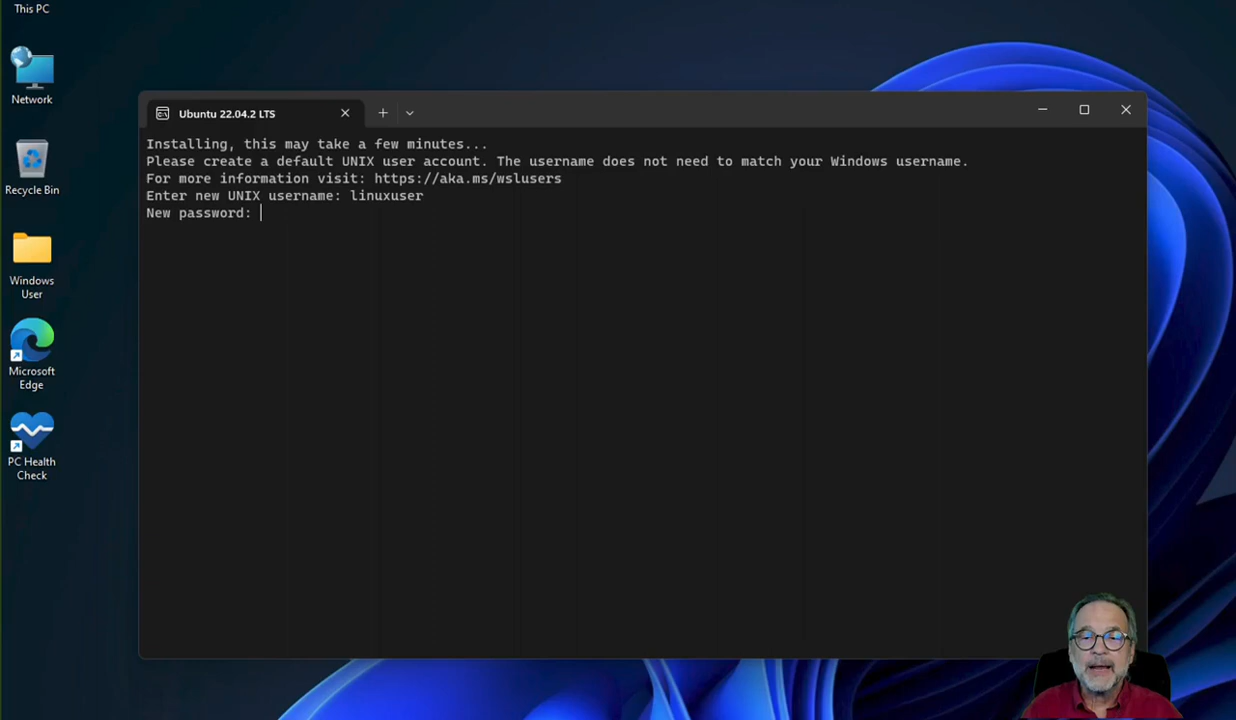 This PC
Network
Recycle Bin
Windows
User
Microsoft
Edge
PC Health
Check
Ubuntu 22.04.2 LTS
Installing, this may take a few minutes...
Please create a default UNIX user account. The username does not need to match your Windows username.
For more information visit: https://aka.ms/wslusers
Enter new UNIX username: linuxuser
New password: